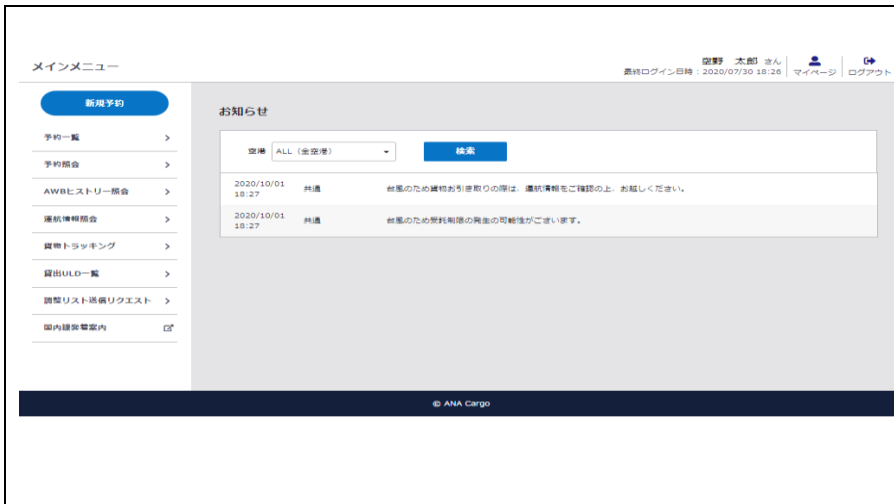 メインメニュー
空野 太郎 さん
最終ログイン日時：2020/07/30 18:26
マイページ
ログアウト
新規予約
予約一覧
予約照会
AWBヒストリー照会
運航情報照会
貨物トラッキング
貸出ULD一覧
調整リスト送信リクエスト
国内線発着案内
お知らせ
空港 ALL（全空港） 検索
2020/10/01
18:27
共通
台風のため貨物お引き取りの際は、運航情報をご確認の上、お越しください。
2020/10/01
18:27
共通
台風のため受託制限の発生の可能性がございます。
© ANA Cargo